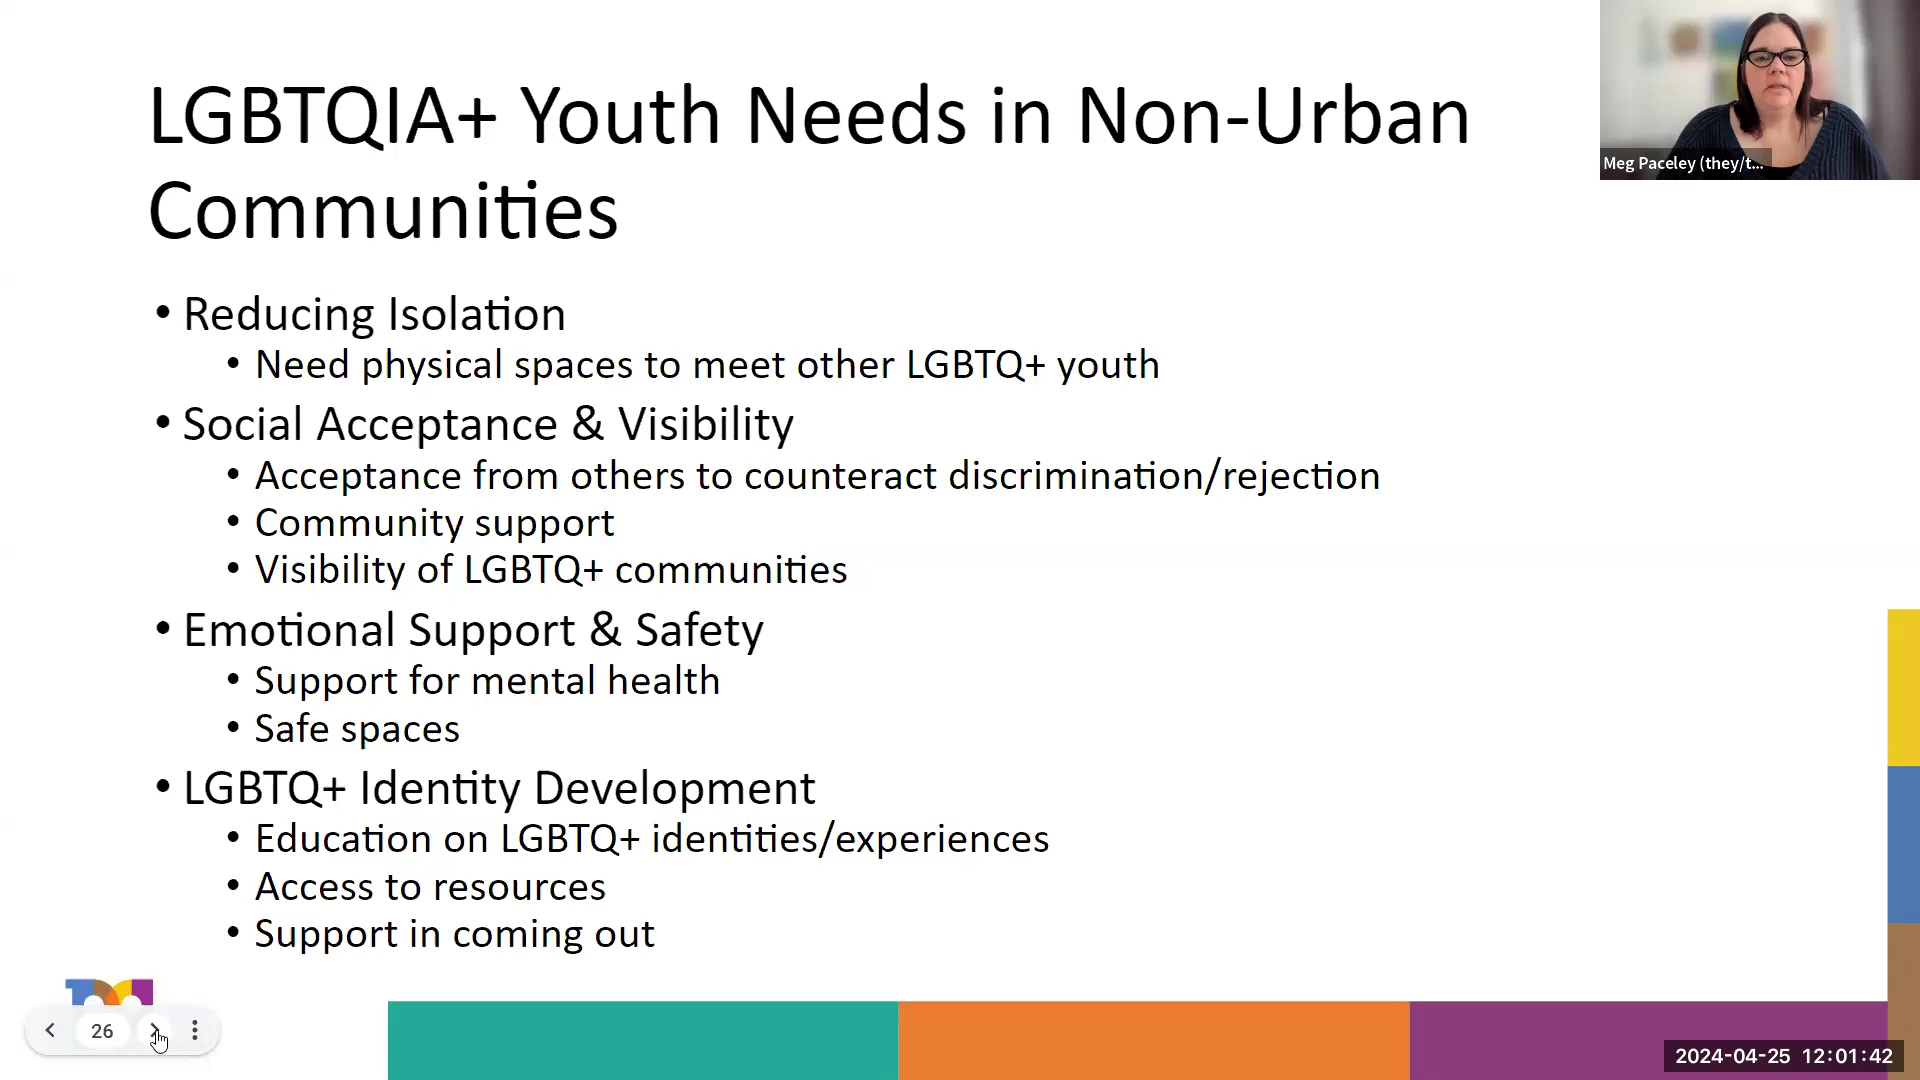 LGBTQIA+ Youth Needs in Non-Urban
Communities
Meg Paceley (they/t...
• Reducing Isolation
• Need physical spaces to meet other LGBTQ+ youth
• Social Acceptance & Visibility
• Acceptance from others to counteract discrimination/rejection
• Community support
• Visibility of LGBTQ+ communities
• Emotional Support & Safety
• Support for mental health
• Safe spaces
• LGBTQ+ Identity Development
• Education on LGBTQ+ identities/experiences
• Access to resources
• Support in coming out
26
2024-04-25 12:01:42